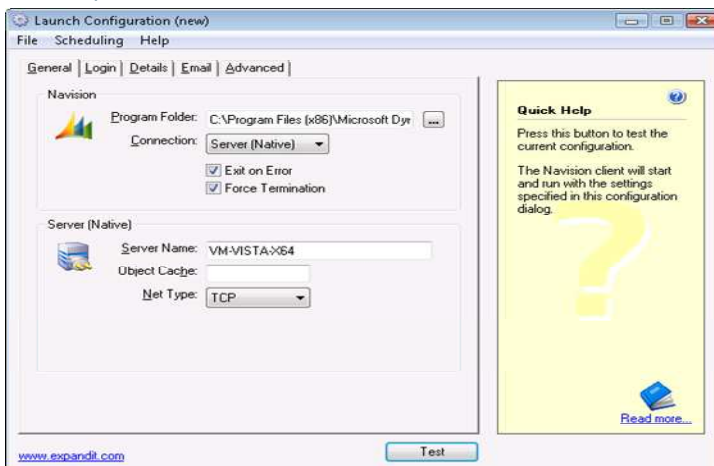 Launch Configuration (new)
File Scheduling Help
General Login Details Email Advanced
Navision
Program Folder: C:\Program Files (x86)\Microsoft Dyr ...
Connection: Server (Native)
Exit on Error
Force Termination
Server (Native)
Server Name: VM-VISTA-X64
Object Cache:
Net Type: TCP
Quick Help
Press this button to test the
current configuration.
The Navision client will start
and run with the settings
specified in this configuration
dialog.
Read more...
www.expandit.com
Test